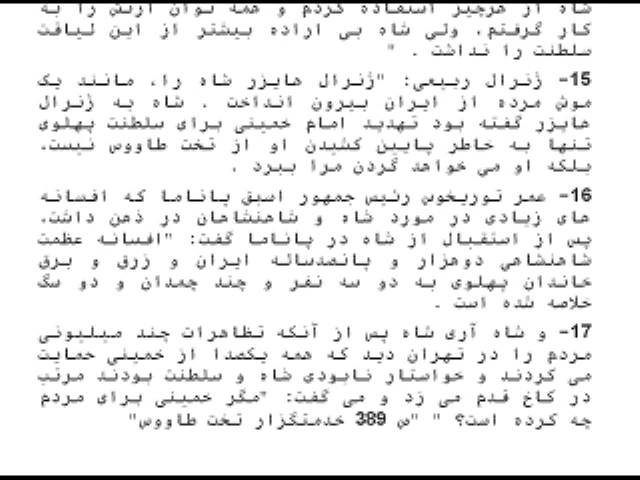 شاه از هرچیز استفاده کردم و همه توان ارتش را به
کار گرفتم. ولی شاه بی اراده بیشتر از این لیاقت
سلطنت را نداشت . "
15- ژنرال ربیعی: "ژنرال هایزر شاه را، مانند یک
موش مرده از ایران بیرون انداخت . شاه به ژنرال
هایزر گفته بود تهدید امام خمینی برای سلطنت پهلوی
تنها به خاطر پایین کشیدن او از تخت طاووس نیست.
بلکه او می خواهد گردن مرا ببرد .
16- عمر توریخوس رئیس جمهور اسبق پاناما که افسانه
های زیادی در مورد شاه و شاهنشاهان در ذهن داشت.
پس از استقبال از شاه در پاناما گفت: "افسانه عظمت
شاهنشاهی دوهزار و پانصدساله ایران و زرق و برق
خاندان پهلوی به دو سه نفر و چند چمدان و دو سگ
خلاصه شده است .
17- و شاه آری شاه پس از آنکه تظاهرات چند میلیونی
مردم را در تهران دید که همه یکصدا از خمینی حمایت
می کردند و خواستار نابودی شاه و سلطنت بودند مرتب
در کاخ قدم می زد و می گفت: "مگر خمینی برای مردم
چه کرده است؟ " "ص 389 خدمتگزار تخت طاووس"